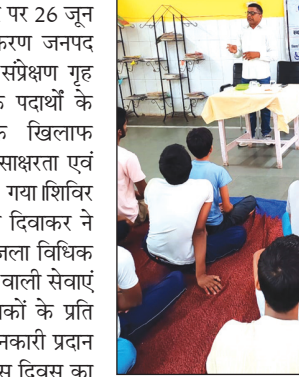 पर 26 जून
करण जनपद
संप्रेक्षण गृह
पदार्थों के
खिलाफ
साक्षरता एवं
गया।शिविर
दिवाकर ने
जला विधिक
वाली सेवाएं
कों के प्रति
नकारी प्रदान
दिवस का